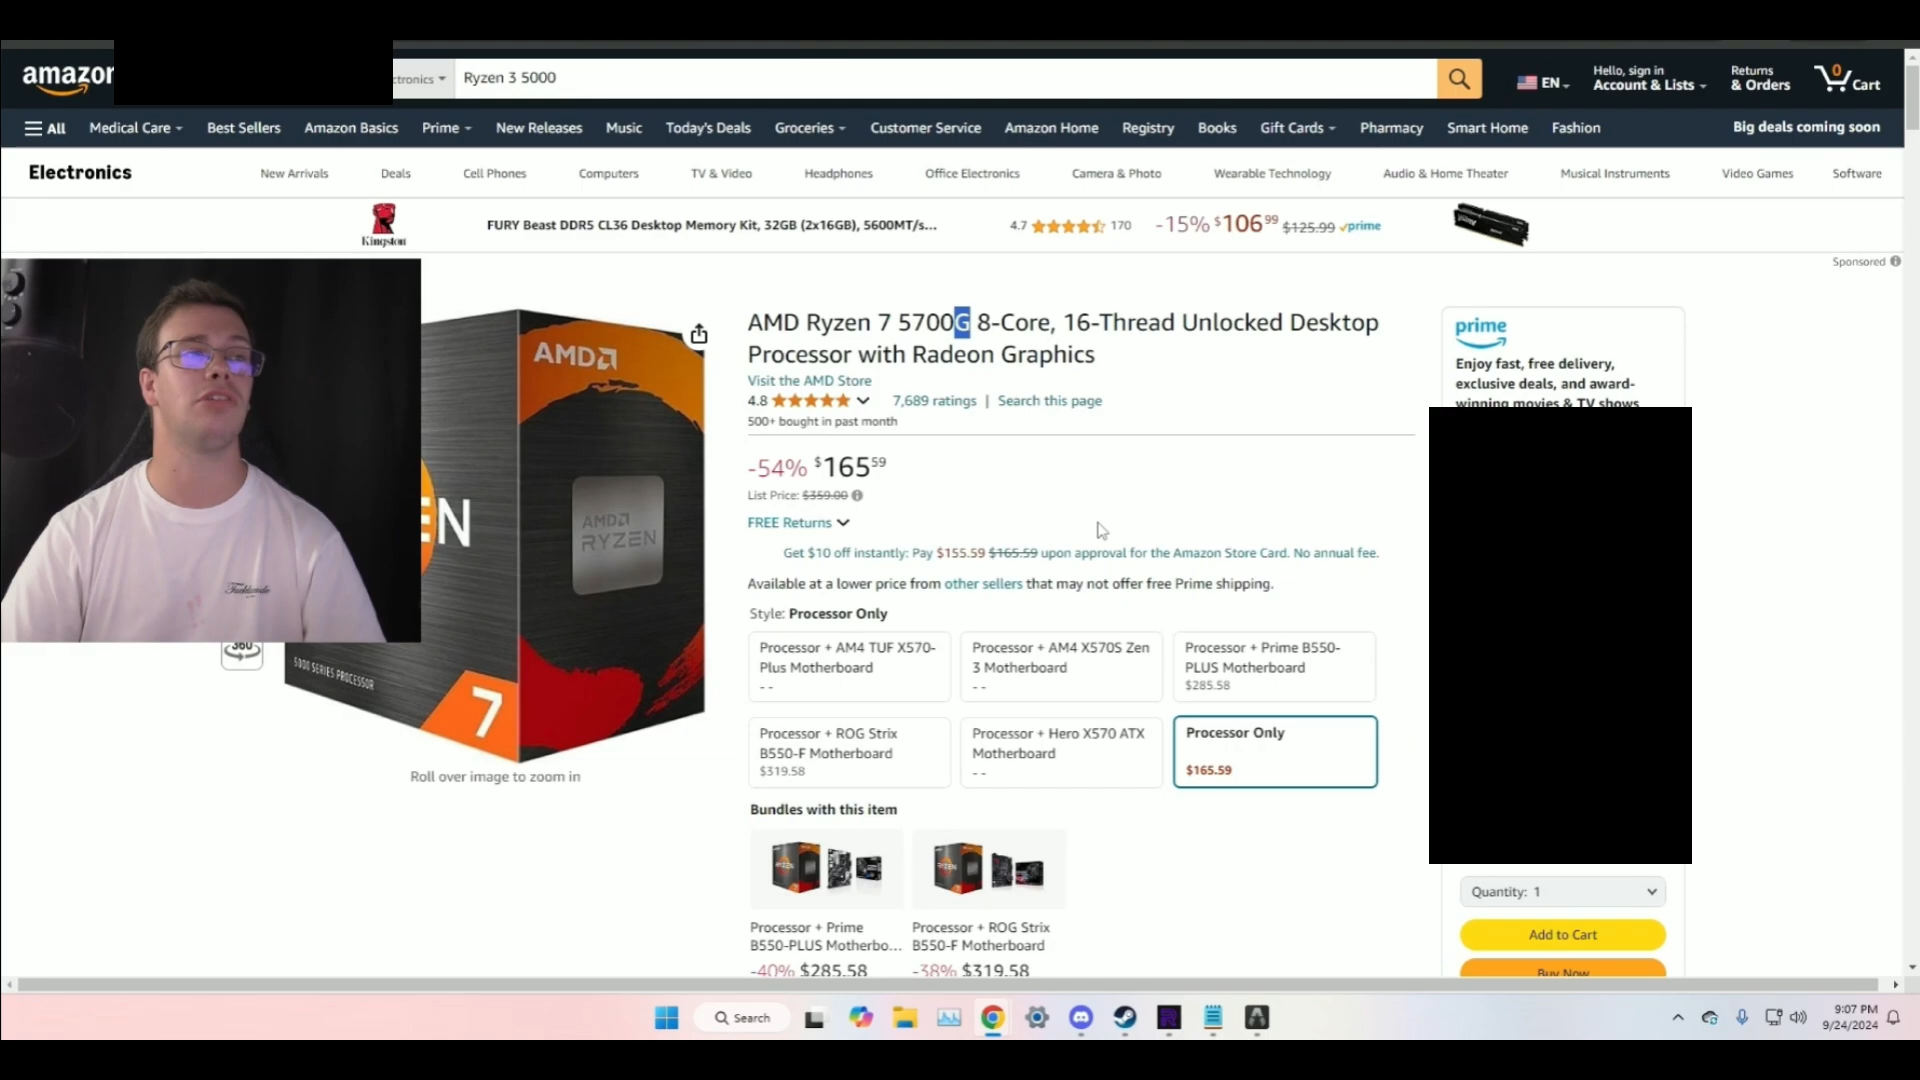 amazon
ctronics
Ryzen 3 5000
EN
Hello, sign in
Account & Lists
Returns
& Orders
0
Cart
All
Medical Care
Best Sellers
Amazon Basics
Prime
New Releases
Music
Today's Deals
Groceries
Customer Service
Amazon Home
Registry
Books
Gift Cards
Pharmacy
Smart Home
Fashion
Big deals coming soon
Electronics
New Arrivals
Deals
Cell Phones
Computers
TV & Video
Headphones
Office Electronics
Camera & Photo
Wearable Technology
Audio & Home Theater
Musical Instruments
Video Games
Software
Kingston
FURY Beast DDR5 CL36 Desktop Memory Kit, 32GB (2x16GB), 5600MT/s...
4.7 170 -15% $106 99 $125.99 prime
Sponsored
AMD
EN
AMD
RYZEN
5000 SERIES PROCESSOR
7
360
Roll over image to zoom in
AMD Ryzen 7 5700G 8-Core, 16-Thread Unlocked Desktop
Processor with Radeon Graphics
Visit the AMD Store
4.8 7,689 ratings | Search this page
500+ bought in past month
-54% $165 59
List Price: $359.00
FREE Returns
Get $10 off instantly: Pay $155.59 $165.59 upon approval for the Amazon Store Card. No annual fee.
Available at a lower price from other sellers that may not offer free Prime shipping.
Style: Processor Only
Processor + AM4 TUF X570-
Plus Motherboard
- -
Processor + AM4 X570S Zen
3 Motherboard
- -
Processor + Prime B550-
PLUS Motherboard
$285.58
Processor + ROG Strix
B550-F Motherboard
$319.58
Processor + Hero X570 ATX
Motherboard
- -
Processor Only
$165.59
Bundles with this item
Processor + Prime
B550-PLUS Motherbo...
-40% $285.58
Processor + ROG Strix
B550-F Motherboard
-38% $319.58
prime
Enjoy fast, free delivery,
exclusive deals, and award-
winning movies & TV shows
Quantity: 1
Add to Cart
Buy Now
Search
9:07 PM
9/24/2024